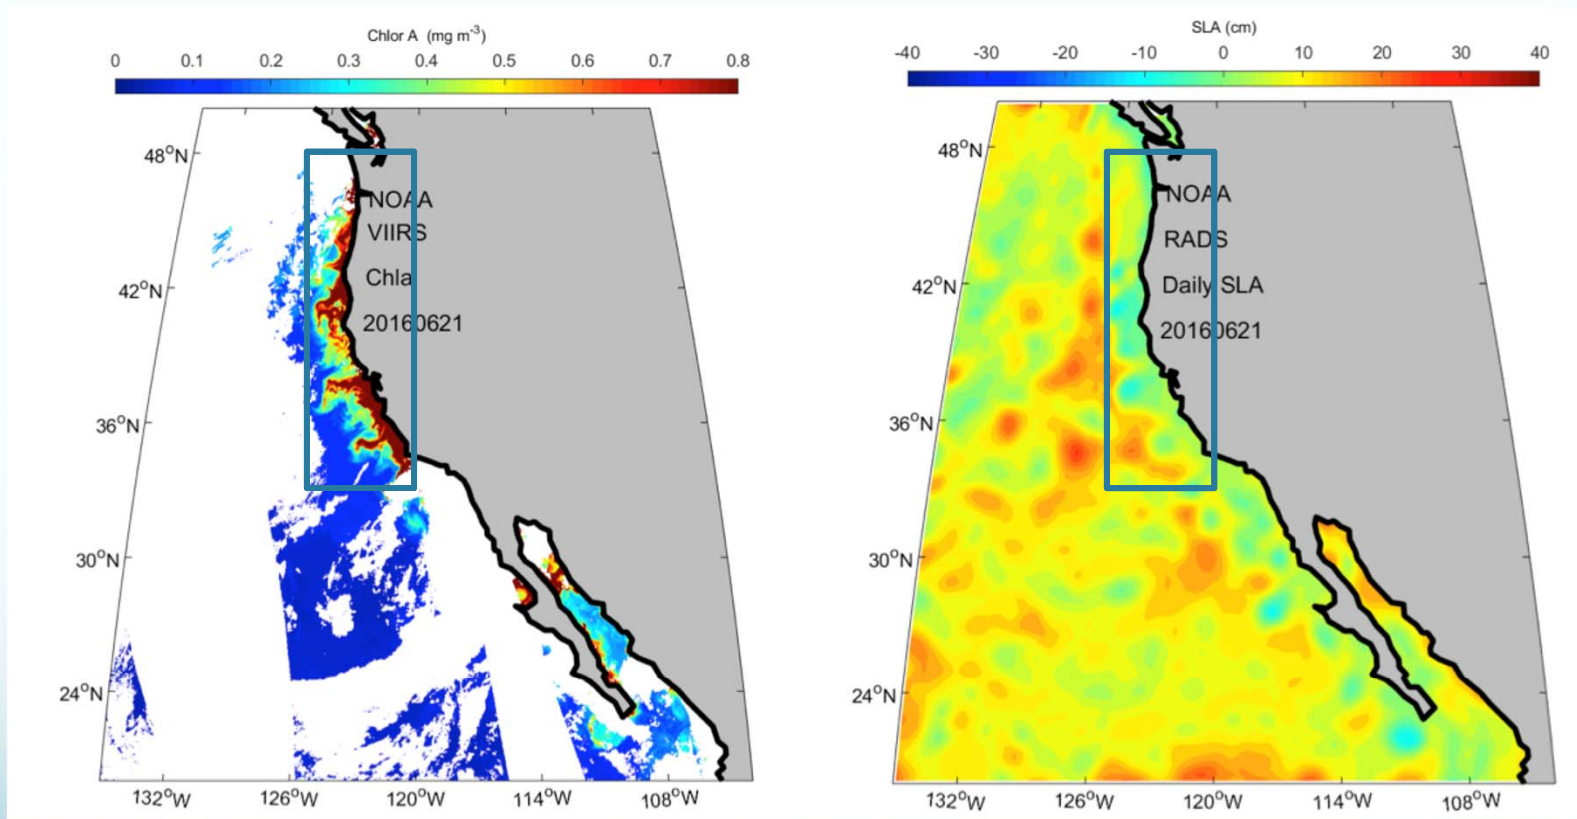 Chlor A (mg m⁻³)
0 0.1 0.2 0.3 0.4 0.5 0.6 0.7 0.8
48°N
NOAA
VIIRS
Chla
42°N
20160621
36°N
30°N
24°N
132°W 126°W 120°W 114°W 108°W
SLA (cm)
-40 -30 -20 -10 0 10 20 30 40
48°N
NOAA
RADS
Daily SLA
42°N
20160621
36°N
30°N
24°N
132°W 126°W 120°W 114°W 108°W